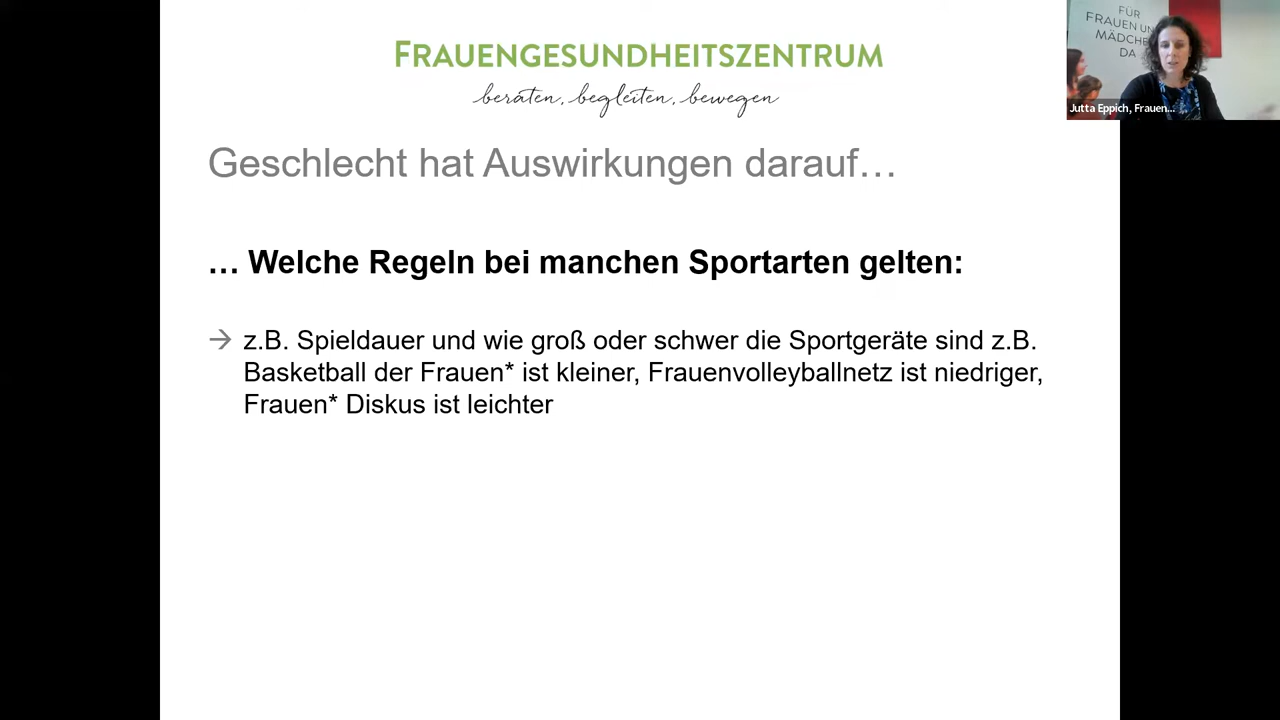 FRAUENGESUNDHEITSZENTRUM
beraten, begleiten, bewegen
FÜR
FRAUEN UN
MÄDCHE
DA
Jutta Eppich, Frauen...
Geschlecht hat Auswirkungen darauf…
… Welche Regeln bei manchen Sportarten gelten:
→ z.B. Spieldauer und wie groß oder schwer die Sportgeräte sind z.B.
Basketball der Frauen* ist kleiner, Frauenvolleyballnetz ist niedriger,
Frauen* Diskus ist leichter